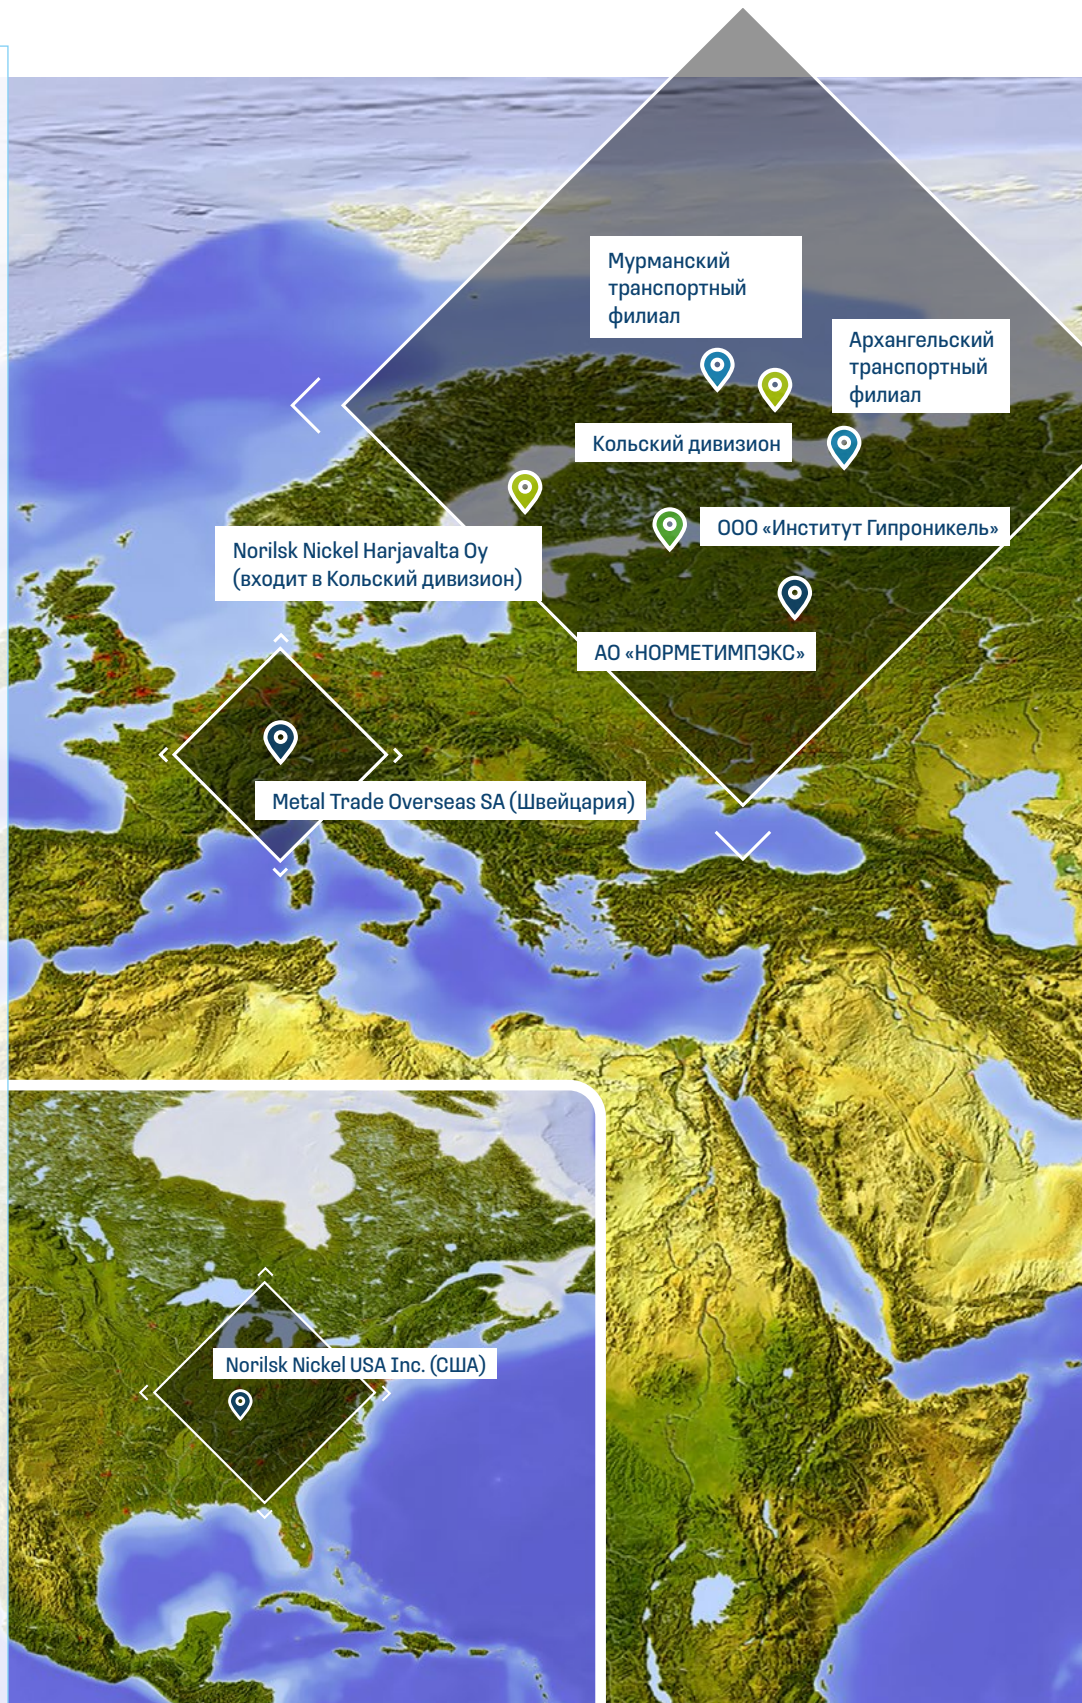 Мурманский
транспортный
филиал
Архангельский
транспортный
филиал
Кольский дивизион
ООО «Институт Гипроникель»
Norilsk Nickel Harjavalta Oy
(входит в Кольский дивизион)
АО «НОРМЕТИМПЭКС»
Metal Trade Overseas SA (Швейцария)
Norilsk Nickel USA Inc. (США)